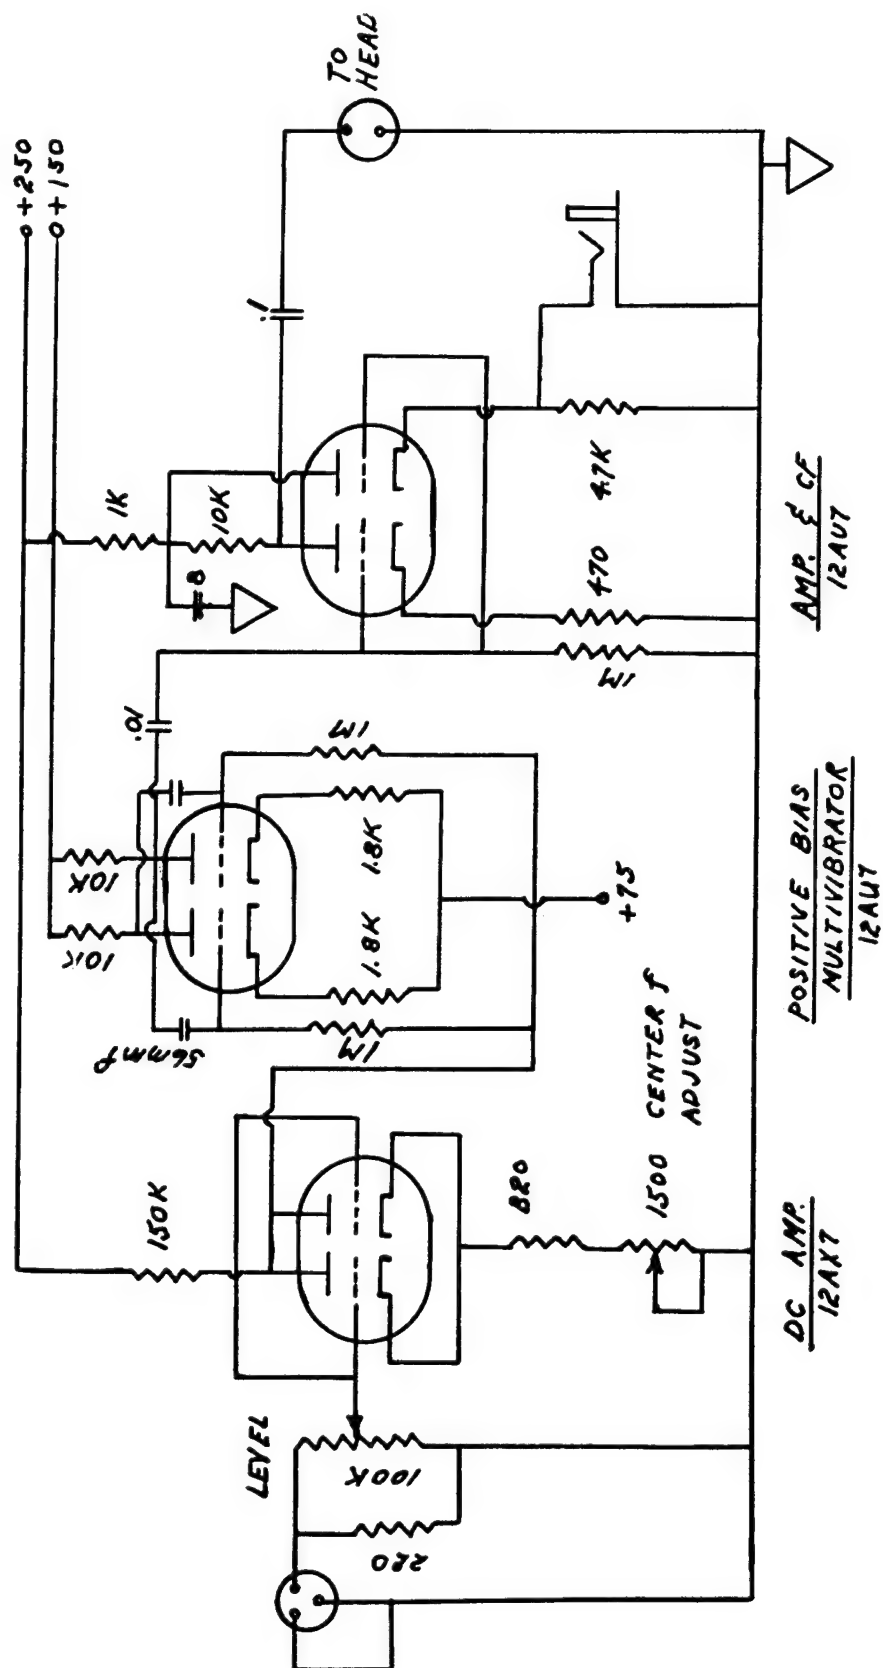 +250
+150
LEVEL
100K
220
150K
820
1500 CENTER f
ADJUST
DC AMP.
12AX7
10K
10K
56mmf
.01
1M
1M
1.8K
1.8K
+75
POSITIVE BIAS
MULTIVIBRATOR
12AU7
1K
10K
8
.1
1M
470
4.7K
AMP. & CF
12AU7
TO
HEAD